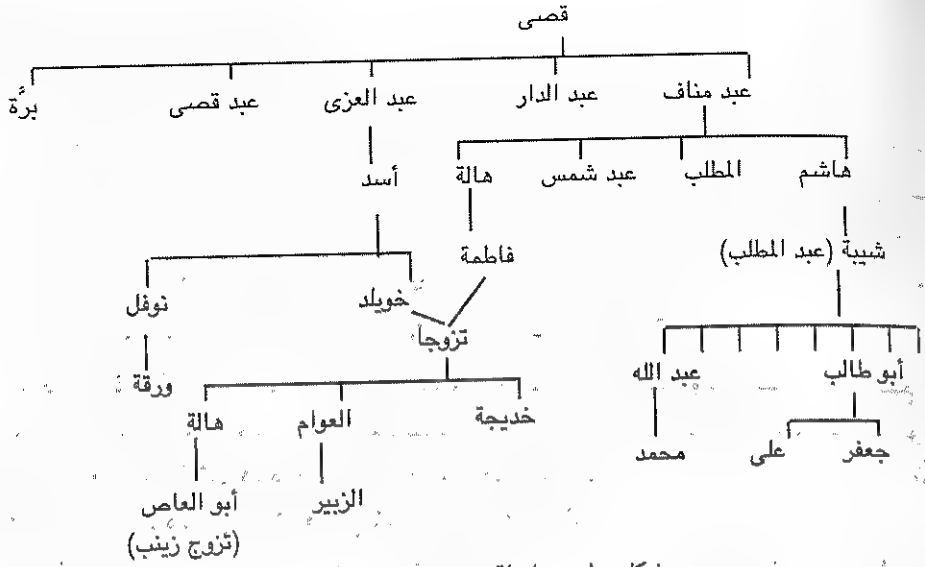 قصى
عبد مناف عبد الدار عبد العزى عبد قصى برَّة
هاشم المطلب عبد شمس هالة أسد
شيبة (عبد المطلب) فاطمة
خويلد نوفل
تزوجا
أبو طالب عبد الله ورقة
خديجة العوام هالة
جعفر على محمد
الزبير أبو العاص
(تزوج زينب)